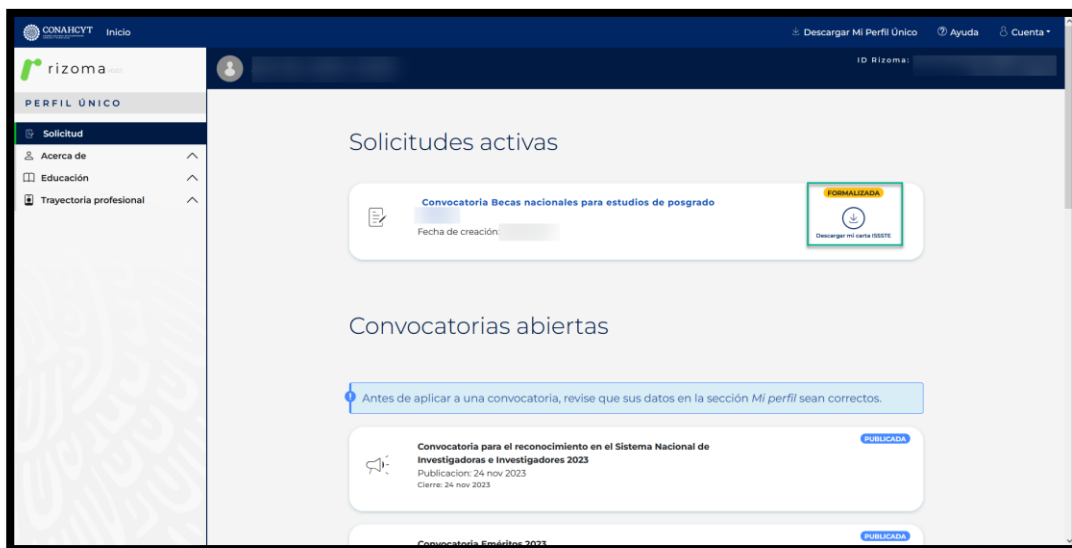 CONAHCYT Inicio Descargar Mi Perfil Único Ayuda Cuenta
rizoma
ID Rizoma:
PERFIL ÚNICO
Solicitud
Acerca de
Educación
Trayectoria profesional
Solicitudes activas
Convocatoria Becas nacionales para estudios de posgrado
FORMALIZADA
Fecha de creación:
Descargar mi carta ISSSTE
Convocatorias abiertas
Antes de aplicar a una convocatoria, revise que sus datos en la sección Mi perfil sean correctos.
Convocatoria para el reconocimiento en el Sistema Nacional de
Investigadoras e Investigadores 2023
PUBLICADA
Publicacion: 24 nov 2023
Cierre: 24 nov 2023
Convocatoria Eméritos 2023
PUBLICADA